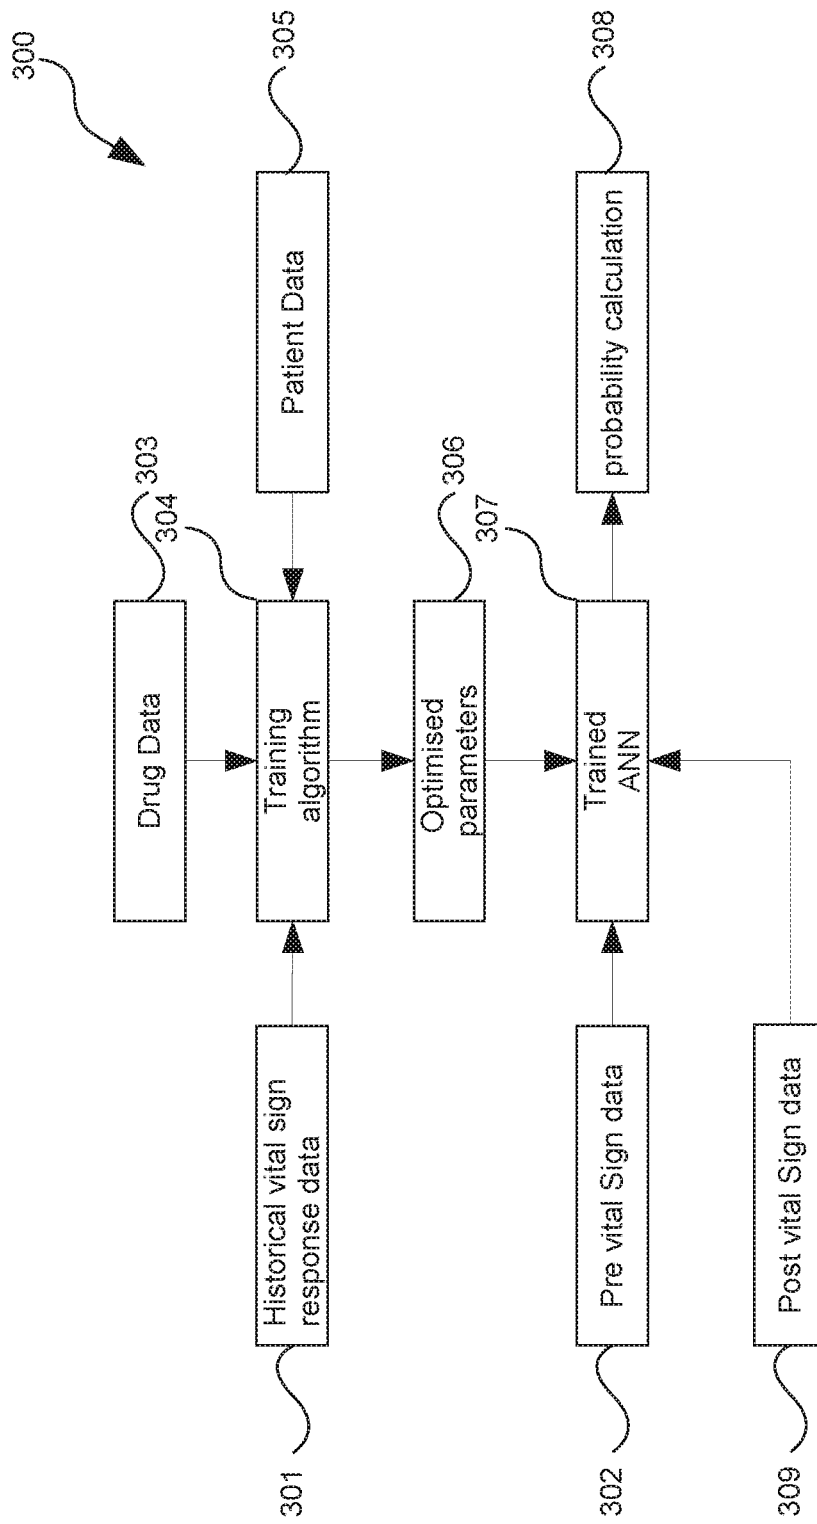 300
305
308
Patient Data
probability calculation
303
304
306
307
Drug Data
Training
algorithm
Optimised
parameters
Trained
ANN
Historical vital sign
response data
Pre vital Sign data
Post vital Sign data
301
302
309